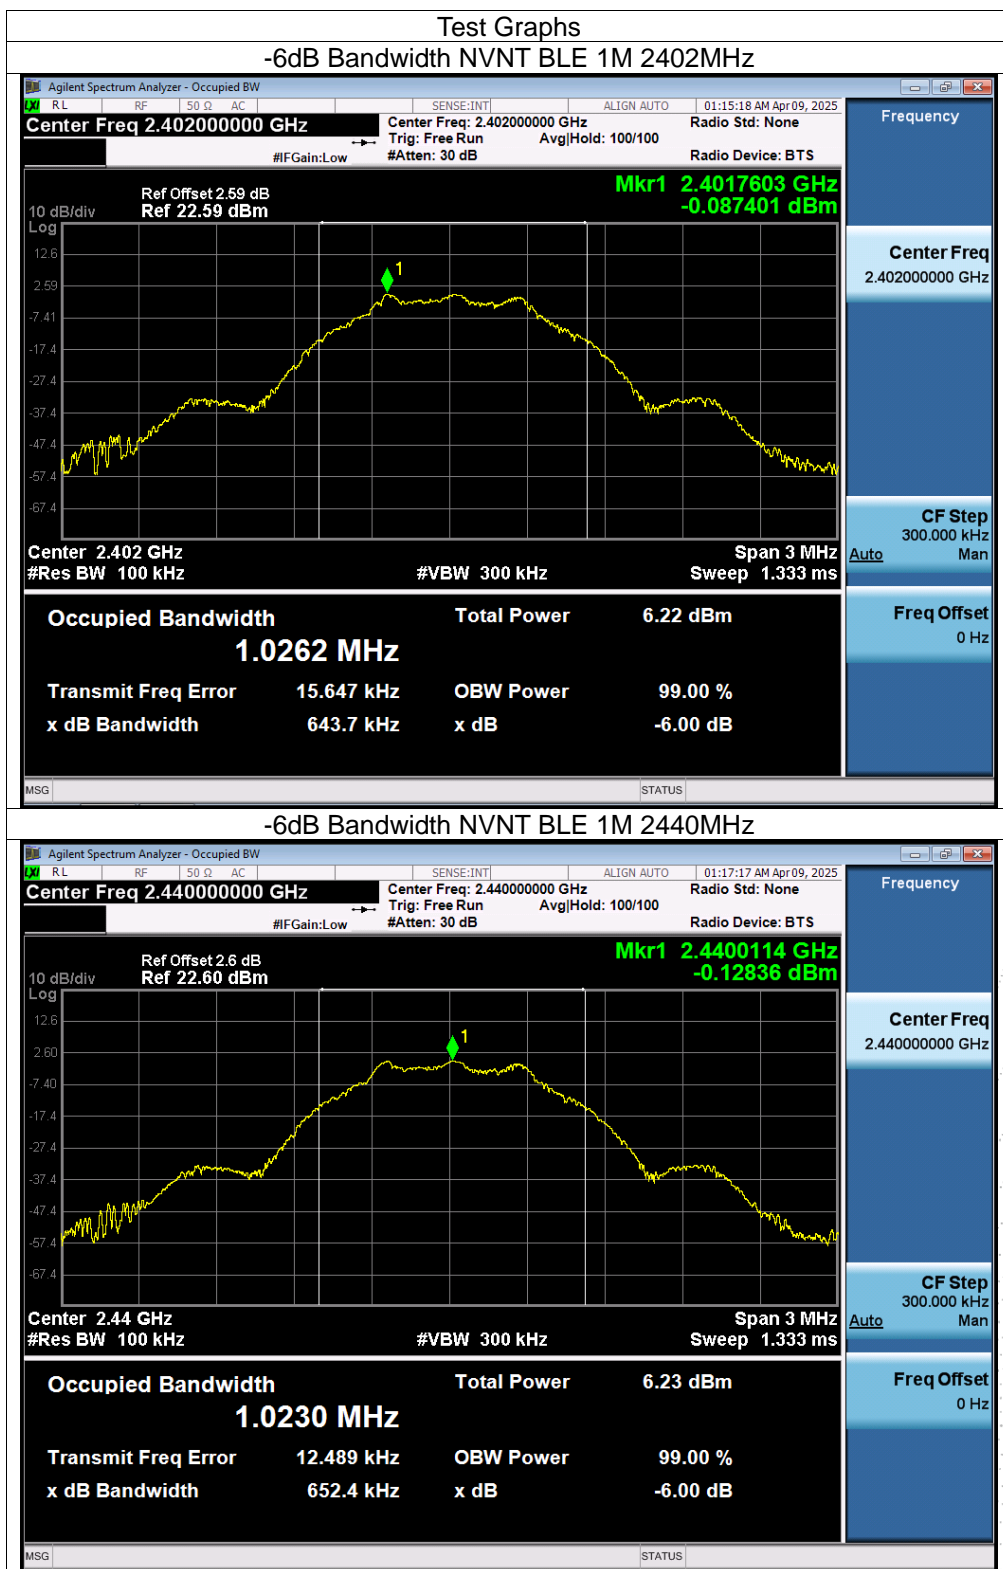 Test Graphs
-6dB Bandwidth NVNT BLE 1M 2402MHz
Agilent Spectrum Analyzer - Occupied BW
LXI RL RF 50 Ω AC SENSE:INT ALIGN AUTO 01:15:18 AM Apr 09, 2025
Center Freq 2.402000000 GHz
Center Freq: 2.402000000 GHz Radio Std: None
Trig: Free Run Avg|Hold: 100/100
#IFGain:Low #Atten: 30 dB Radio Device: BTS
Frequency
Mkr1 2.4017603 GHz
-0.087401 dBm
Ref Offset 2.59 dB
10 dB/div Ref 22.59 dBm
Log
12.6
2.59
-7.41
-17.4
-27.4
-37.4
-47.4
-57.4
-67.4
1
Center Freq
2.402000000 GHz
Center 2.402 GHz Span 3 MHz
#Res BW 100 kHz #VBW 300 kHz Sweep 1.333 ms
CF Step
300.000 kHz
Auto Man
Occupied Bandwidth Total Power 6.22 dBm
1.0262 MHz
Transmit Freq Error 15.647 kHz OBW Power 99.00 %
x dB Bandwidth 643.7 kHz x dB -6.00 dB
Freq Offset
0 Hz
MSG STATUS
-6dB Bandwidth NVNT BLE 1M 2440MHz
Agilent Spectrum Analyzer - Occupied BW
LXI RL RF 50 Ω AC SENSE:INT ALIGN AUTO 01:17:17 AM Apr 09, 2025
Center Freq 2.440000000 GHz
Center Freq: 2.440000000 GHz Radio Std: None
Trig: Free Run Avg|Hold: 100/100
#IFGain:Low #Atten: 30 dB Radio Device: BTS
Frequency
Mkr1 2.4400114 GHz
-0.12836 dBm
Ref Offset 2.6 dB
10 dB/div Ref 22.60 dBm
Log
12.6
2.60
-7.40
-17.4
-27.4
-37.4
-47.4
-57.4
-67.4
1
Center Freq
2.440000000 GHz
Center 2.44 GHz Span 3 MHz
#Res BW 100 kHz #VBW 300 kHz Sweep 1.333 ms
CF Step
300.000 kHz
Auto Man
Occupied Bandwidth Total Power 6.23 dBm
1.0230 MHz
Transmit Freq Error 12.489 kHz OBW Power 99.00 %
x dB Bandwidth 652.4 kHz x dB -6.00 dB
Freq Offset
0 Hz
MSG STATUS